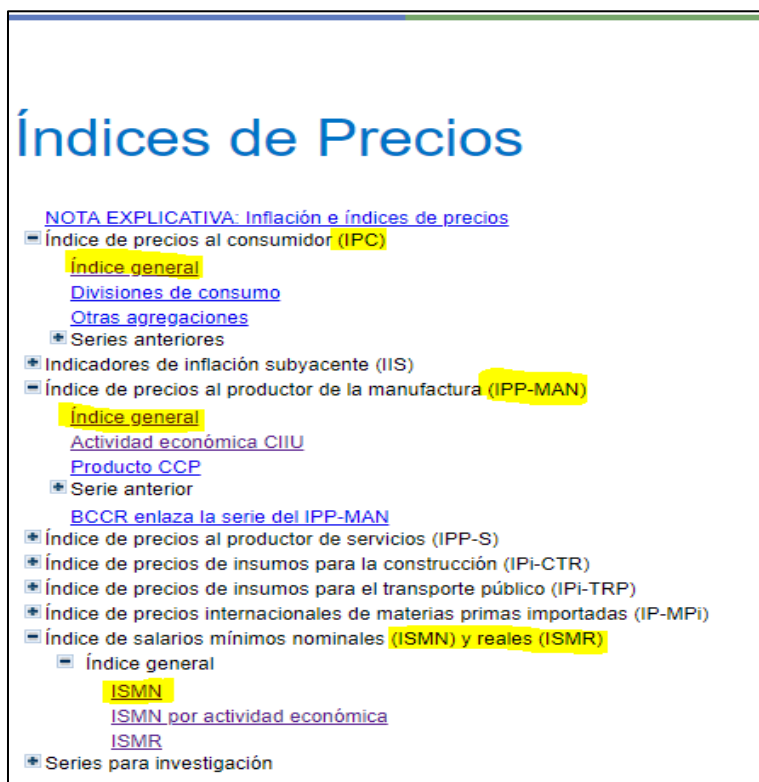 Índices de Precios
NOTA EXPLICATIVA: Inflación e índices de precios
Índice de precios al consumidor (IPC)
Índice general
Divisiones de consumo
Otras agregaciones
Series anteriores
Indicadores de inflación subyacente (IIS)
Índice de precios al productor de la manufactura (IPP-MAN)
Índice general
Actividad económica CIIU
Producto CCP
Serie anterior
BCCR enlaza la serie del IPP-MAN
Índice de precios al productor de servicios (IPP-S)
Índice de precios de insumos para la construcción (IPi-CTR)
Índice de precios de insumos para el transporte público (IPi-TRP)
Índice de precios internacionales de materias primas importadas (IP-MPi)
Índice de salarios mínimos nominales (ISMN) y reales (ISMR)
Índice general
ISMN
ISMN por actividad económica
ISMR
Series para investigación